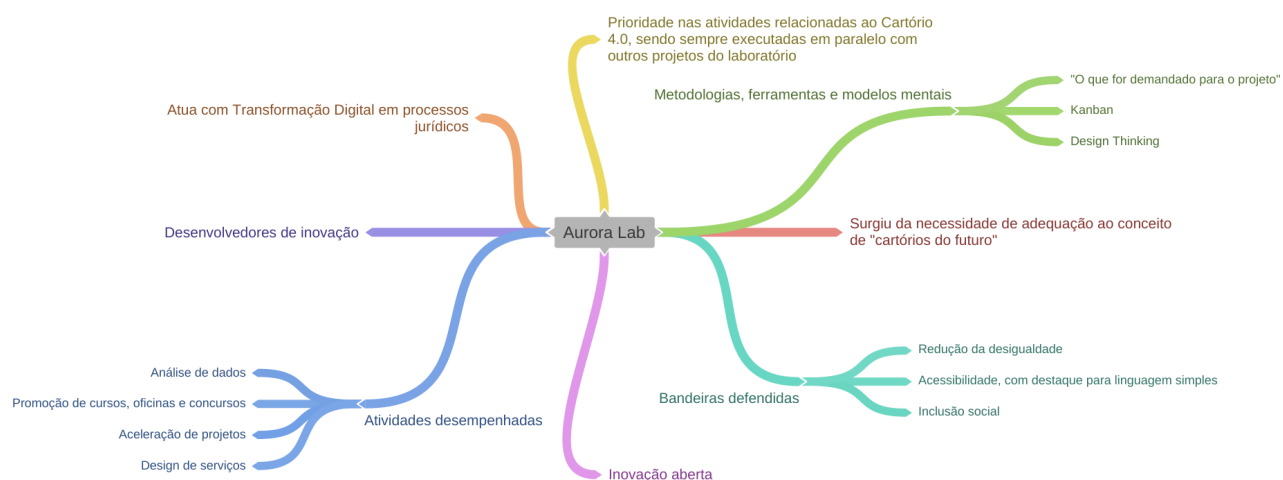 Prioridade nas atividades relacionadas ao Cartório
4.0, sendo sempre executadas em paralelo com
outros projetos do laboratório
Metodologias, ferramentas e modelos mentais
"O que for demandado para o projeto"
Kanban
Design Thinking
Atua com Transformação Digital em processos
jurídicos
Desenvolvedores de inovação
Aurora Lab
Surgiu da necessidade de adequação ao conceito
de "cartórios do futuro"
Bandeiras defendidas
Redução da desigualdade
Acessibilidade, com destaque para linguagem simples
Inclusão social
Atividades desempenhadas
Análise de dados
Promoção de cursos, oficinas e concursos
Aceleração de projetos
Design de serviços
Inovação aberta